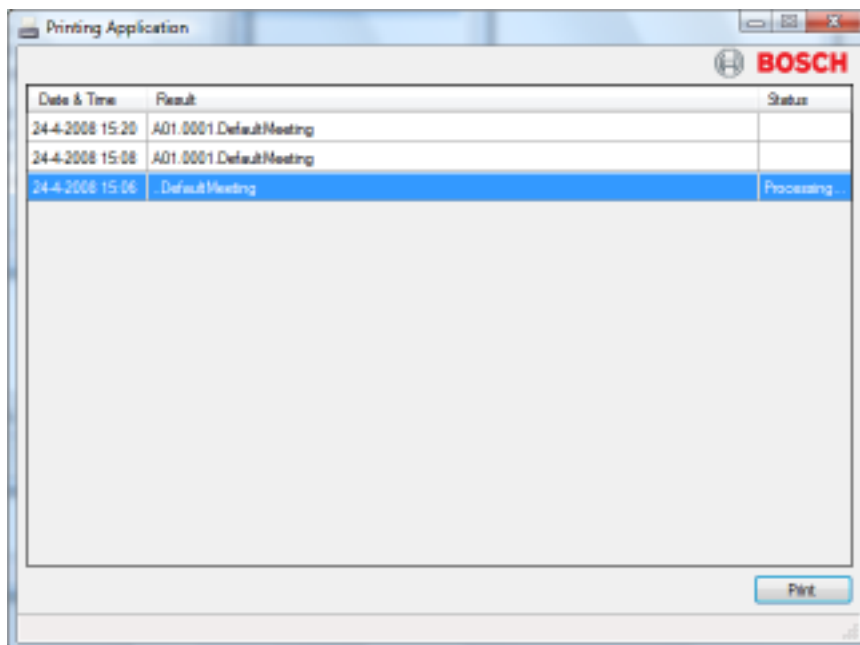 Printing Application
BOSCH
Date & Time Result Status
24-4-2008 15:20 A01.0001.DefaultMeeting
24-4-2008 15:08 A01.0001.DefaultMeeting
24-4-2008 15:06 . DefaultMeeting Processing...
Print